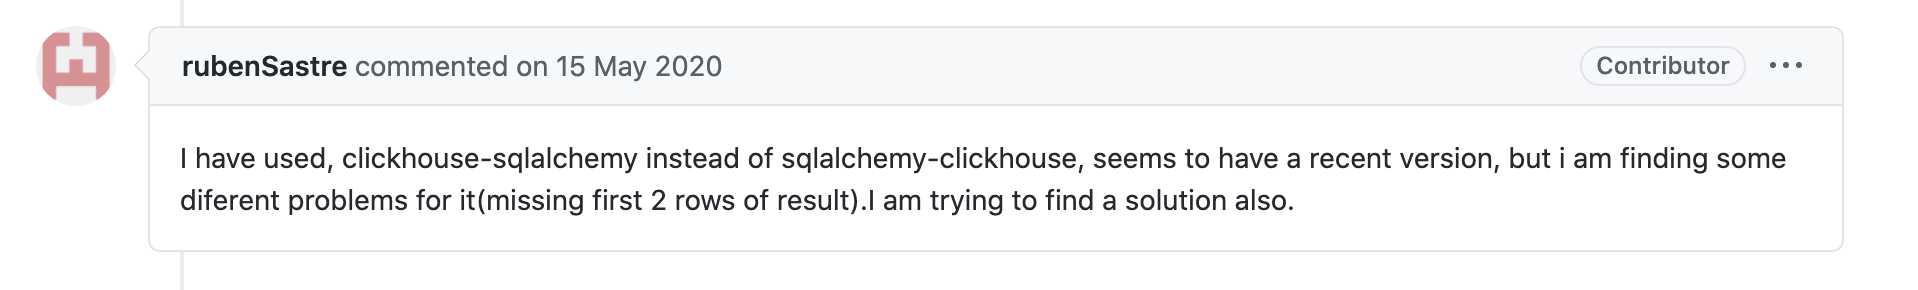 rubenSastre commented on 15 May 2020 Contributor ...
I have used, clickhouse-sqlalchemy instead of sqlalchemy-clickhouse, seems to have a recent version, but i am finding some
diferent problems for it(missing first 2 rows of result).I am trying to find a solution also.